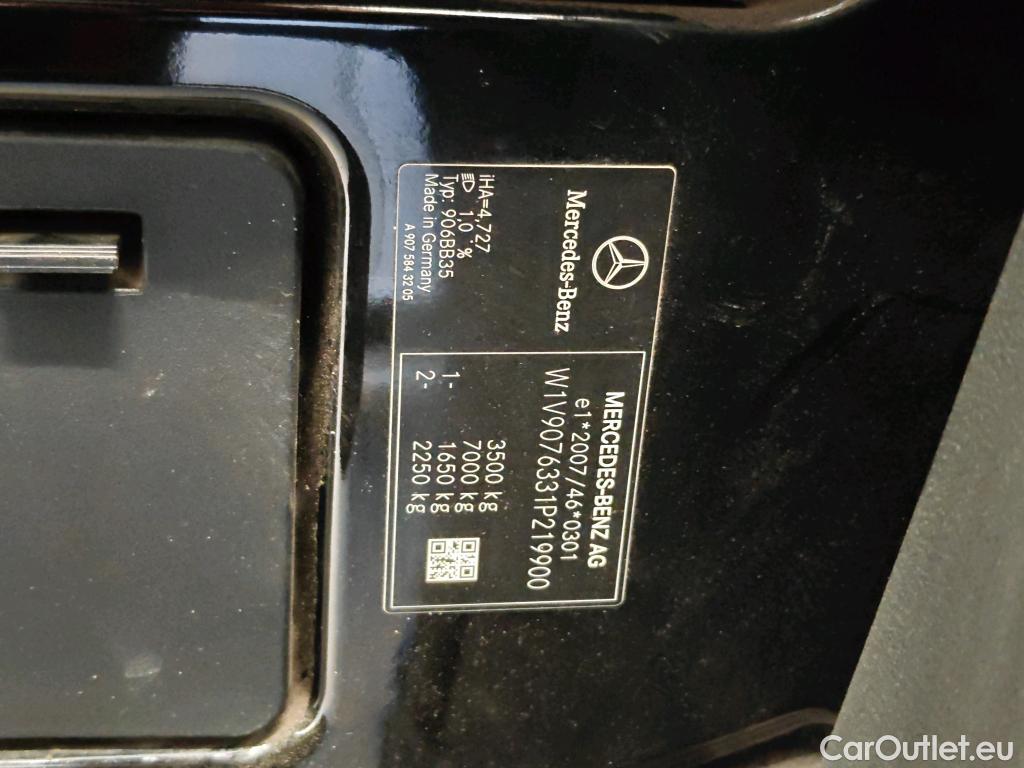 Mercedes-Benz
iHA=4,727
1,0 %
Typ: 906BB35
Made in Germany
A 907 584 32 05
MERCEDES-BENZ AG
e1*2007/46*0301
W1V9076331P219900
3500 kg
7000 kg
1- 1650 kg
2- 2250 kg
CarOutlet.eu